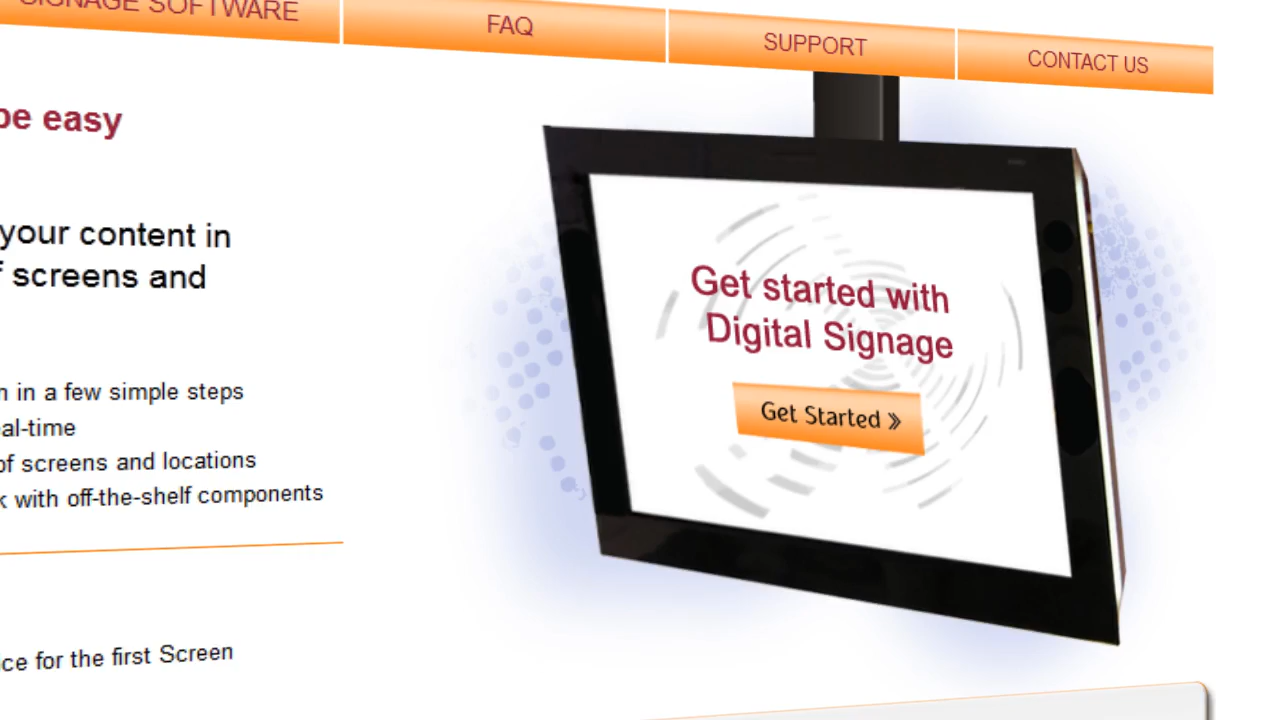 SIGNAGE SOFTWARE
FAQ
SUPPORT
CONTACT US
be easy
your content in
of screens and
in a few simple steps
real-time
of screens and locations
with off-the-shelf components
for the first Screen
Get started with
Digital Signage
Get Started »